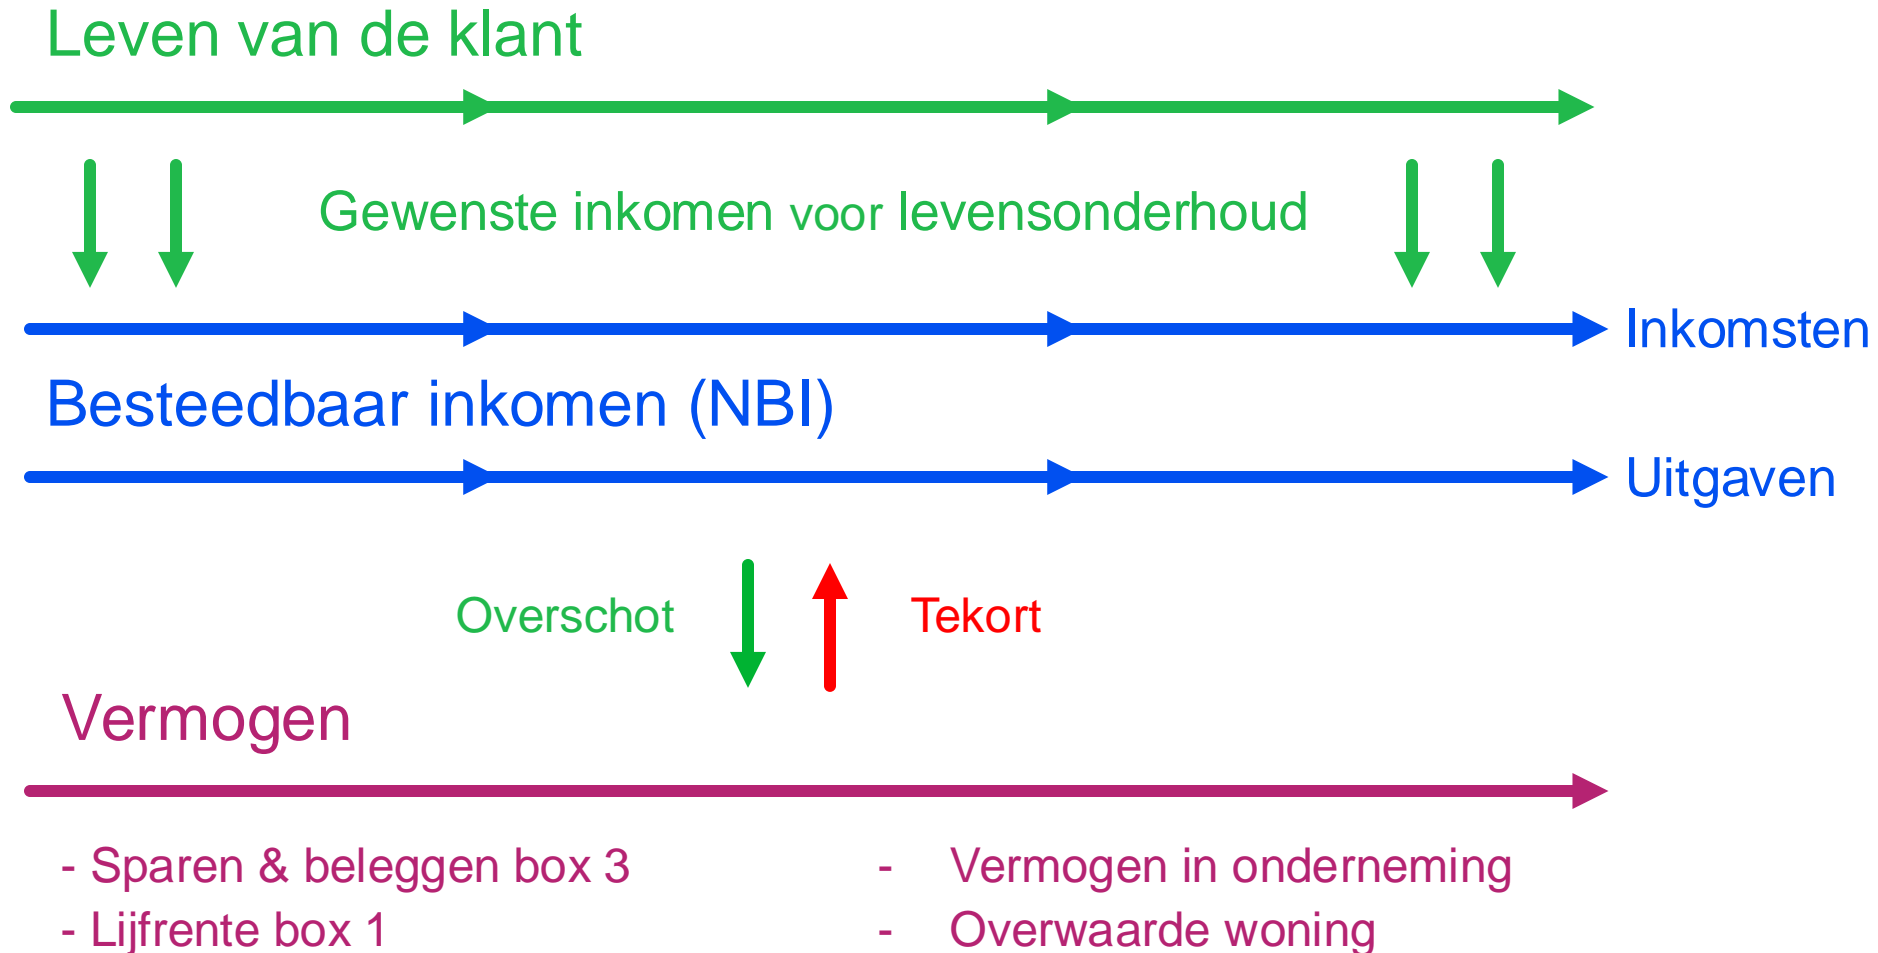 Leven van de klant
Gewenste inkomen voor levensonderhoud
Inkomsten
Besteedbaar inkomen (NBI)
Uitgaven
Overschot
Tekort
Vermogen
- Sparen & beleggen box 3
- Vermogen in onderneming
- Lijfrente box 1
- Overwaarde woning